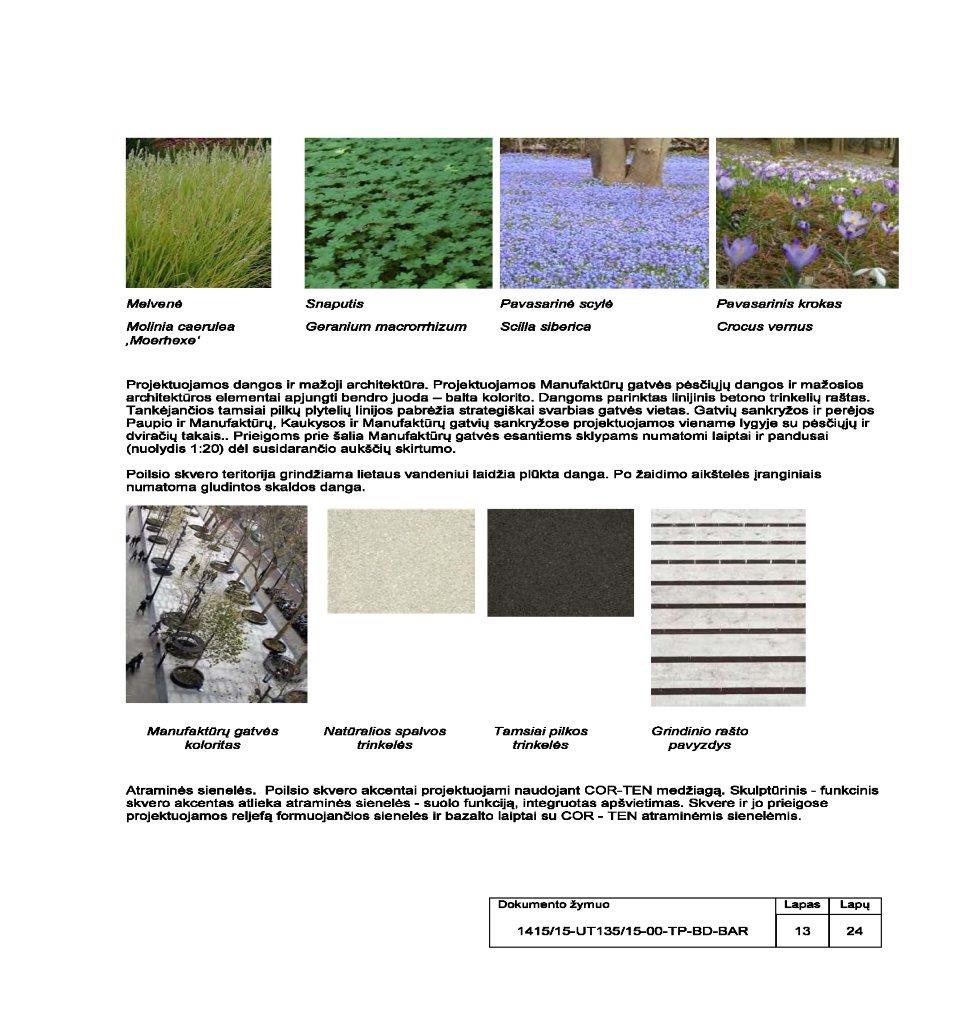 Melvenė
Snaputis
Pavasarinė scylė
Pavasarinis krokas
Molinia caerulea
‚Moerhexe‘
Geranium macrorrhizum
Scilla siberica
Crocus vernus
Projektuojamos dangos ir mažoji architektūra. Projektuojamos Manufaktūrų gatvės pėsčiųjų dangos ir mažosios
architektūros elementai apjungti bendro juoda – balta kolorito. Dangoms parinktas linijinis betono trinkelių raštas.
Tankėjančios tamsiai pilkų plytelių linijos pabrėžia strategiškai svarbias gatvės vietas. Gatvių sankryžos ir perėjos
Paupio ir Manufaktūrų, Kaukysos ir Manufaktūrų gatvių sankryžose projektuojamos viename lygyje su pėsčiųjų ir
dviračių takais.. Prieigoms prie šalia Manufaktūrų gatvės esantiems sklypams numatomi laiptai ir pandusai
(nuolydis 1:20) dėl susidarančio aukščių skirtumo.
Poilsio skvero teritorija grindžiama lietaus vandeniui laidžia plūkta danga. Po žaidimo aikštelės įranginiais
numatoma gludintos skaldos danga.
Manufaktūrų gatvės
koloritas
Natūralios spalvos
trinkelės
Tamsiai pilkos
trinkelės
Grindinio rašto
pavyzdys
Atraminės sienelės.  Poilsio skvero akcentai projektuojami naudojant COR-TEN medžiagą. Skulptūrinis - funkcinis
skvero akcentas atlieka atraminės sienelės - suolo funkciją, integruotas apšvietimas. Skvere ir jo prieigose
projektuojamos reljefą formuojančios sienelės ir bazalto laiptai su COR - TEN atraminėmis sienelėmis.
Dokumento žymuo
Lapas
Lapų
1415/15-UT135/15-00-TP-BD-BAR
13
24